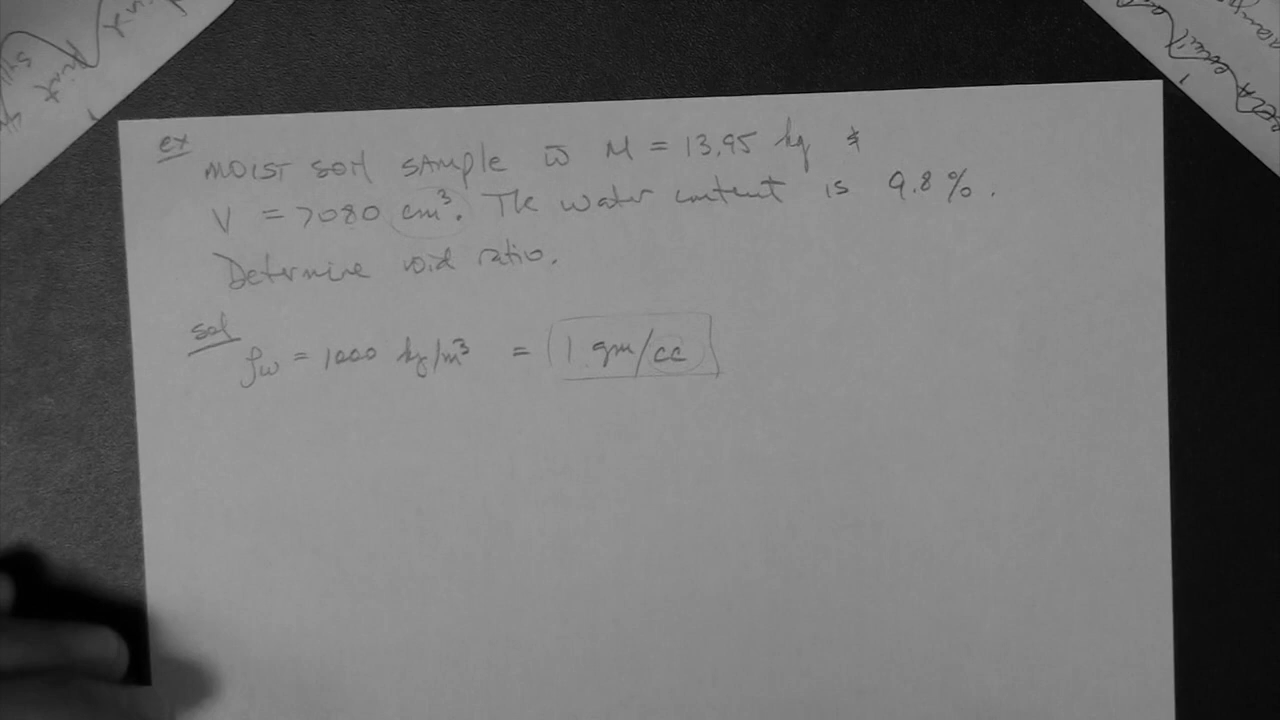 ex
MOIST SOIL SAMPLE w̄ M = 13.95 kg &
V = 7080 cm³. The water content is 9.8%.
Determine void ratio.
sol
ρw = 1000 kg/m³ = 1 gm/cc